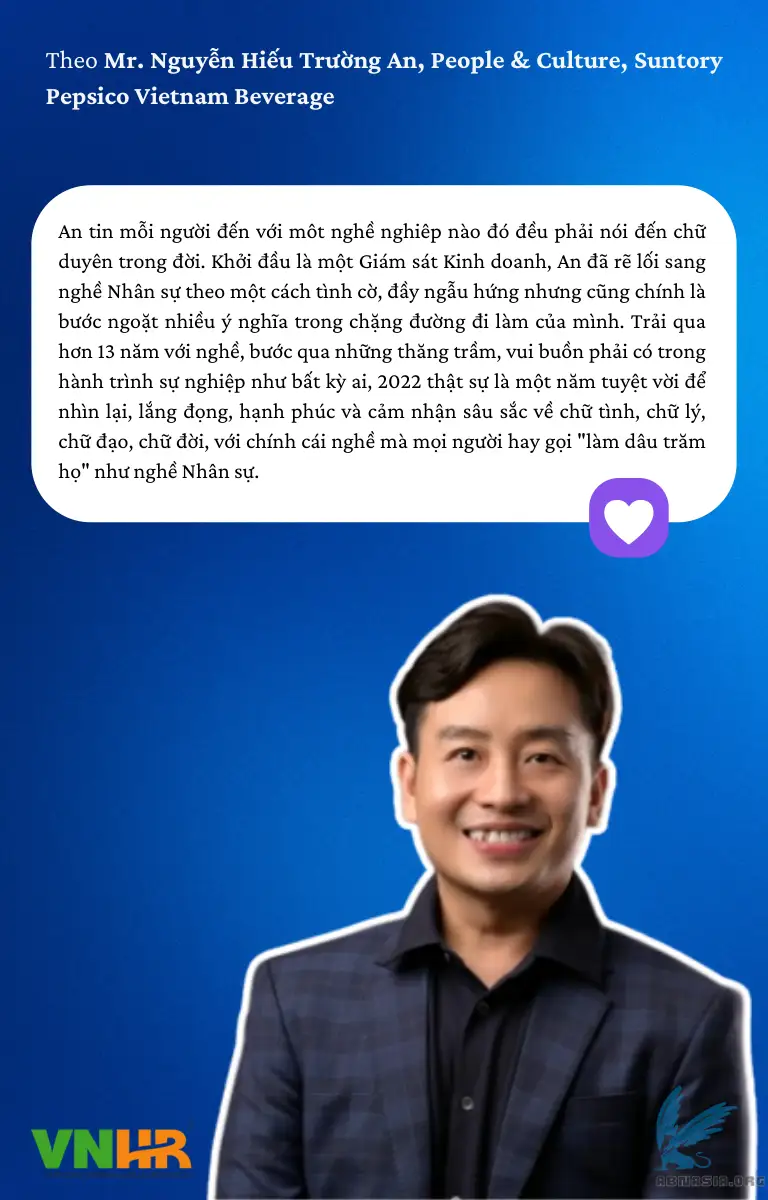 Theo Mr. Nguyễn Hiếu Trường An, People & Culture, Suntory
Pepsico Vietnam Beverage
An tin mỗi người đến với môt nghề nghiêp nào đó đều phải nói đến chữ
duyên trong đời. Khởi đầu là một Giám sát Kinh doanh, An đã rẽ lối sang
nghề Nhân sự theo một cách tình cờ, đầy ngẫu hứng nhưng cũng chính là
bước ngoặt nhiều ý nghĩa trong chặng đường đi làm của mình. Trải qua
hơn 13 năm với nghề, bước qua những thăng trầm, vui buồn phải có trong
hành trình sự nghiệp như bất kỳ ai, 2022 thật sự là một năm tuyệt vời để
nhìn lại, lắng đọng, hạnh phúc và cảm nhận sâu sắc về chữ tình, chữ lý,
chữ đạo, chữ đời, với chính cái nghề mà mọi người hay gọi "làm dâu trăm
họ" như nghề Nhân sự.
VNHR
ABNASIA.ORG